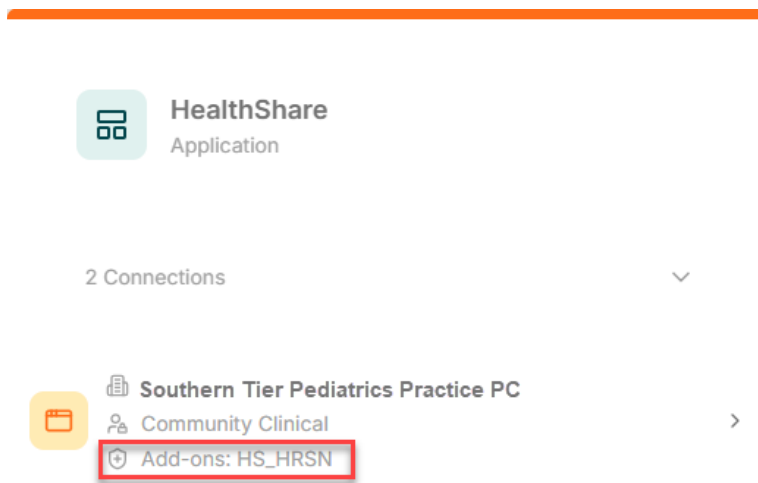 HealthShare
Application
2 Connections
Southern Tier Pediatrics Practice PC
Community Clinical
Add-ons: HS_HRSN